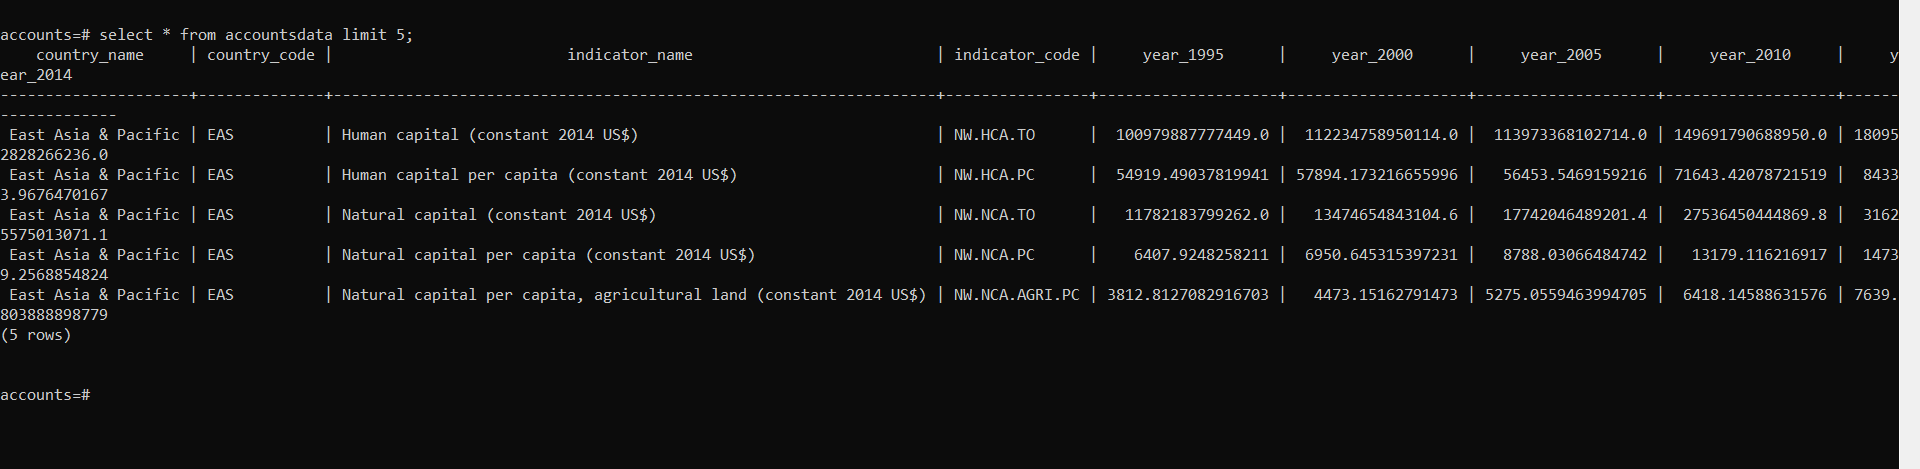 accounts=# select * from accountsdata limit 5;
    country_name     | country_code |                          indicator_name                           | indicator_code |     year_1995      |     year_2000      |     year_2005      |     year_2010      |     y
ear_2014
---------------------+--------------+-------------------------------------------------------------------+----------------+--------------------+--------------------+--------------------+--------------------+------
-------------
 East Asia & Pacific | EAS          | Human capital (constant 2014 US$)                                 | NW.HCA.TO      |  100979887777449.0 |  112234758950114.0 |  113973368102714.0 |  149691790688950.0 | 18095
2828266236.0
 East Asia & Pacific | EAS          | Human capital per capita (constant 2014 US$)                      | NW.HCA.PC      |  54919.49037819941 | 57894.173216655996 |   56453.5469159216 |  71643.42078721519 |  8433
3.9676470167
 East Asia & Pacific | EAS          | Natural capital (constant 2014 US$)                               | NW.NCA.TO      |   11782183799262.0 |   13474654843104.6 |   17742046489201.4 |   27536450444869.8 |  3162
5575013071.1
 East Asia & Pacific | EAS          | Natural capital per capita (constant 2014 US$)                    | NW.NCA.PC      |    6407.9248258211 |  6950.645315397231 |   8788.03066484742 |    13179.116216917 |  1473
9.2568854824
 East Asia & Pacific | EAS          | Natural capital per capita, agricultural land (constant 2014 US$) | NW.NCA.AGRI.PC | 3812.8127082916703 |   4473.15162791473 | 5275.0559463994705 |   6418.14588631576 | 7639.
803888898779
(5 rows)
accounts=#